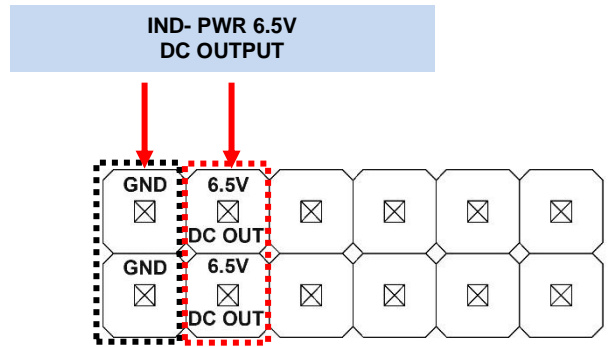 IND- PWR 6.5V
DC OUTPUT
GND 6.5V
DC OUT
GND 6.5V
DC OUT